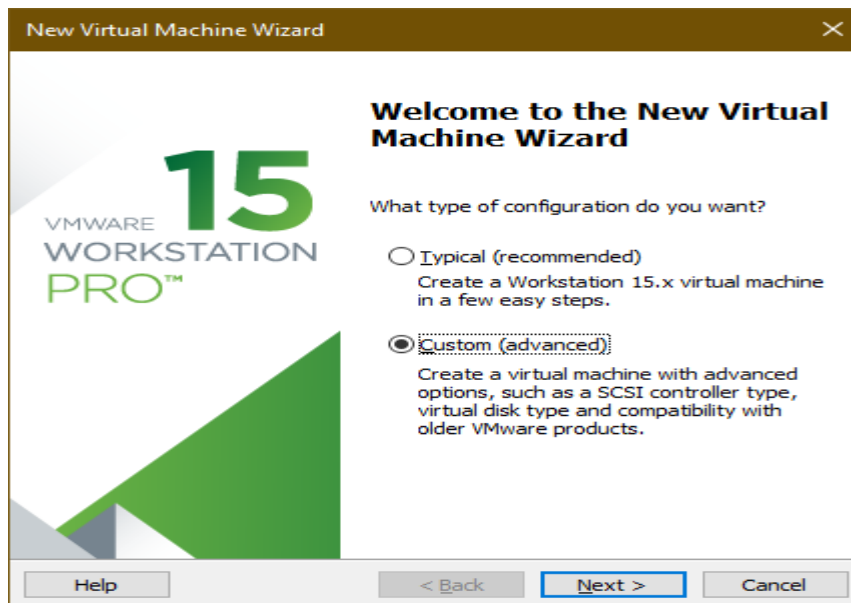 New Virtual Machine Wizard
Welcome to the New Virtual
Machine Wizard
15
VMWARE
WORKSTATION
PRO™
What type of configuration do you want?
Typical (recommended)
Create a Workstation 15.x virtual machine
in a few easy steps.
Custom (advanced)
Create a virtual machine with advanced
options, such as a SCSI controller type,
virtual disk type and compatibility with
older VMware products.
Help
< Back
Next >
Cancel